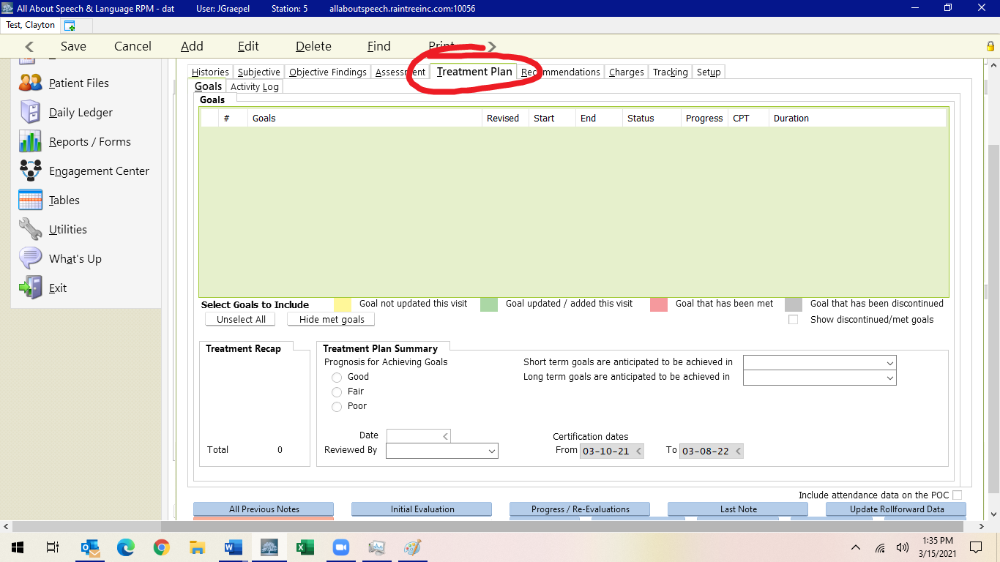 All About Speech & Language RPM - dat User: JGraepel Station: 5 allaboutspeech.raintreeinc.com:10056
Test, Clayton
Save Cancel Add Edit Delete Find Print
Patient Files
Daily Ledger
Reports / Forms
Engagement Center
Tables
Utilities
What's Up
Exit
Histories Subjective Objective Findings Assessment Treatment Plan Recommendations Charges Tracking Setup
Goals Activity Log
Goals
# Goals Revised Start End Status Progress CPT Duration
Select Goals to Include Goal not updated this visit Goal updated / added this visit Goal that has been met Goal that has been discontinued
Unselect All Hide met goals Show discontinued/met goals
Treatment Recap
Total 0
Treatment Plan Summary
Prognosis for Achieving Goals Short term goals are anticipated to be achieved in
Good Long term goals are anticipated to be achieved in
Fair
Poor
Date Certification dates
Reviewed By From 03-10-21 To 03-08-22
Include attendance data on the POC
All Previous Notes Initial Evaluation Progress / Re-Evaluations Last Note Update Rollforward Data
1:35 PM
3/15/2021